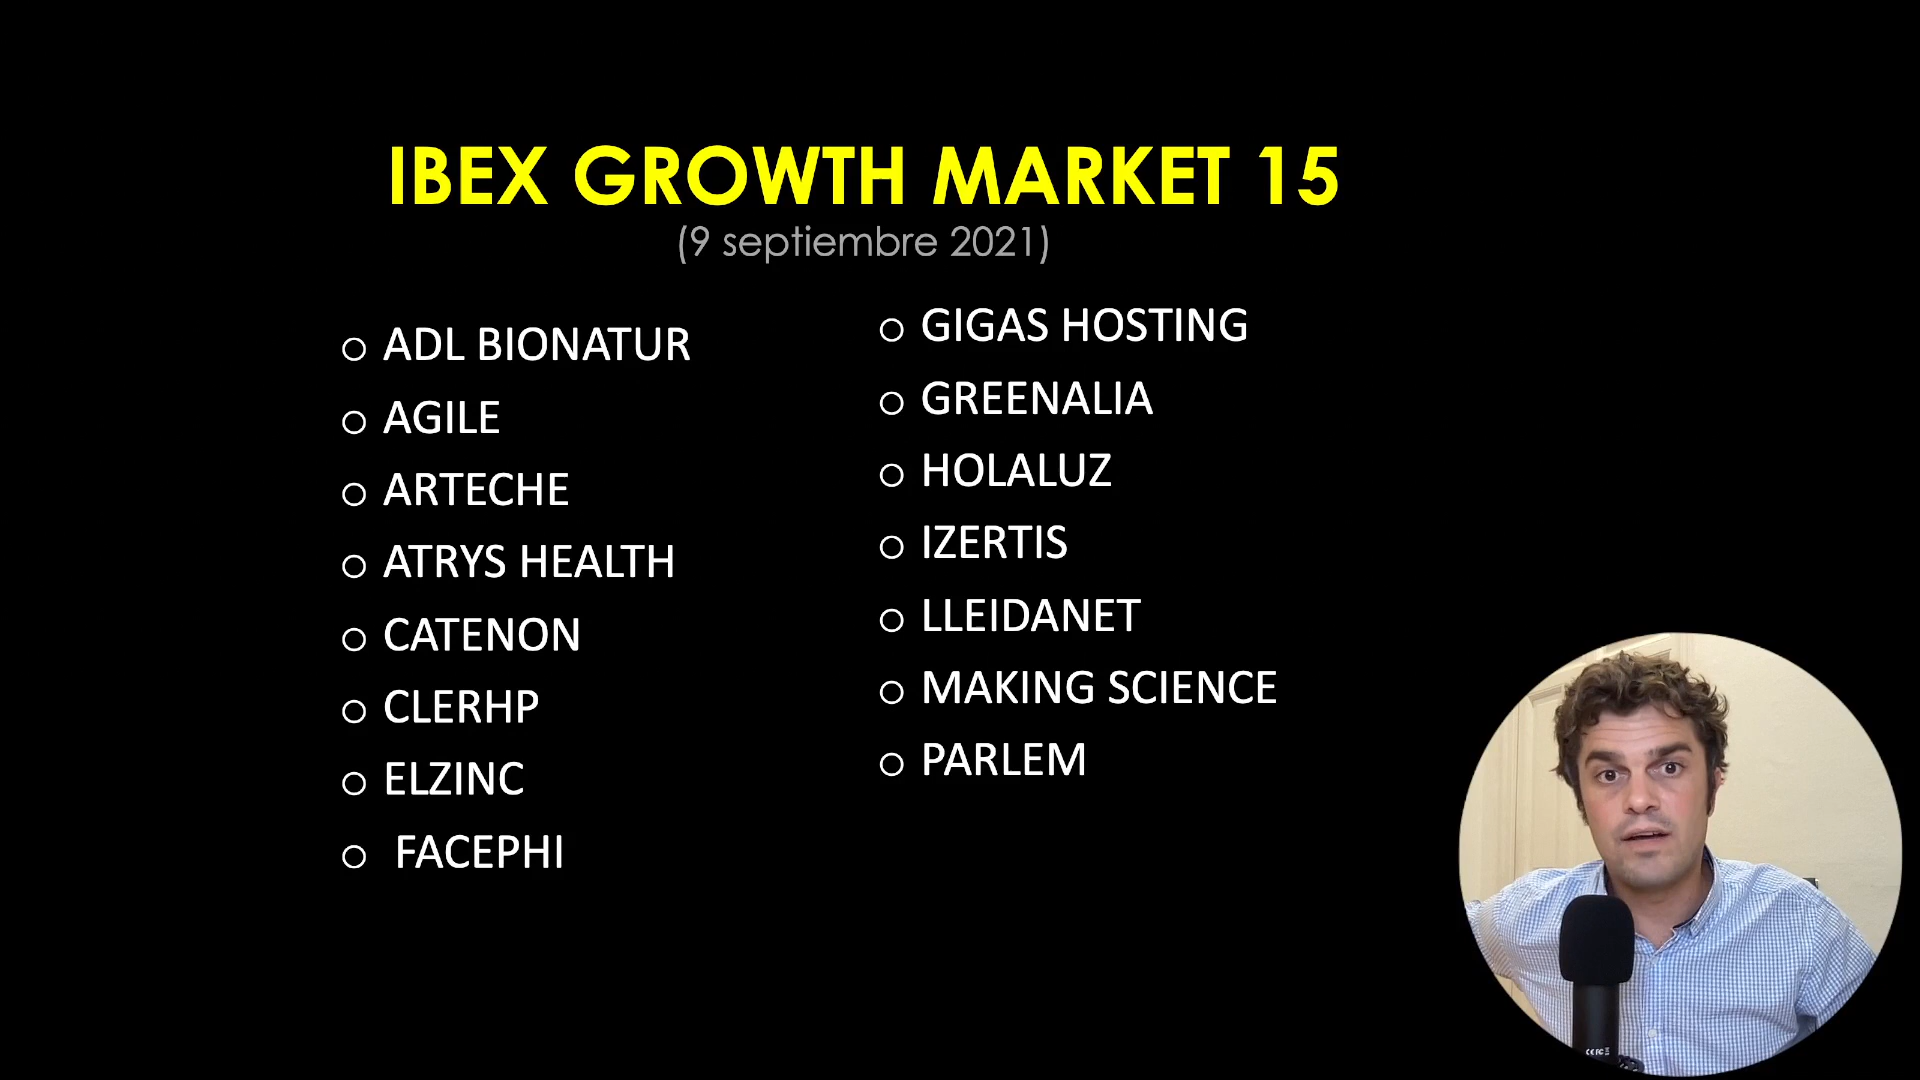 IBEX GROWTH MARKET 15
(9 septiembre 2021)
ADL BIONATUR
AGILE
ARTECHE
ATRYS HEALTH
CATENON
CLERHP
ELZINC
FACEPHI
GIGAS HOSTING
GREENALIA
HOLALUZ
IZERTIS
LLEIDANET
MAKING SCIENCE
PARLEM